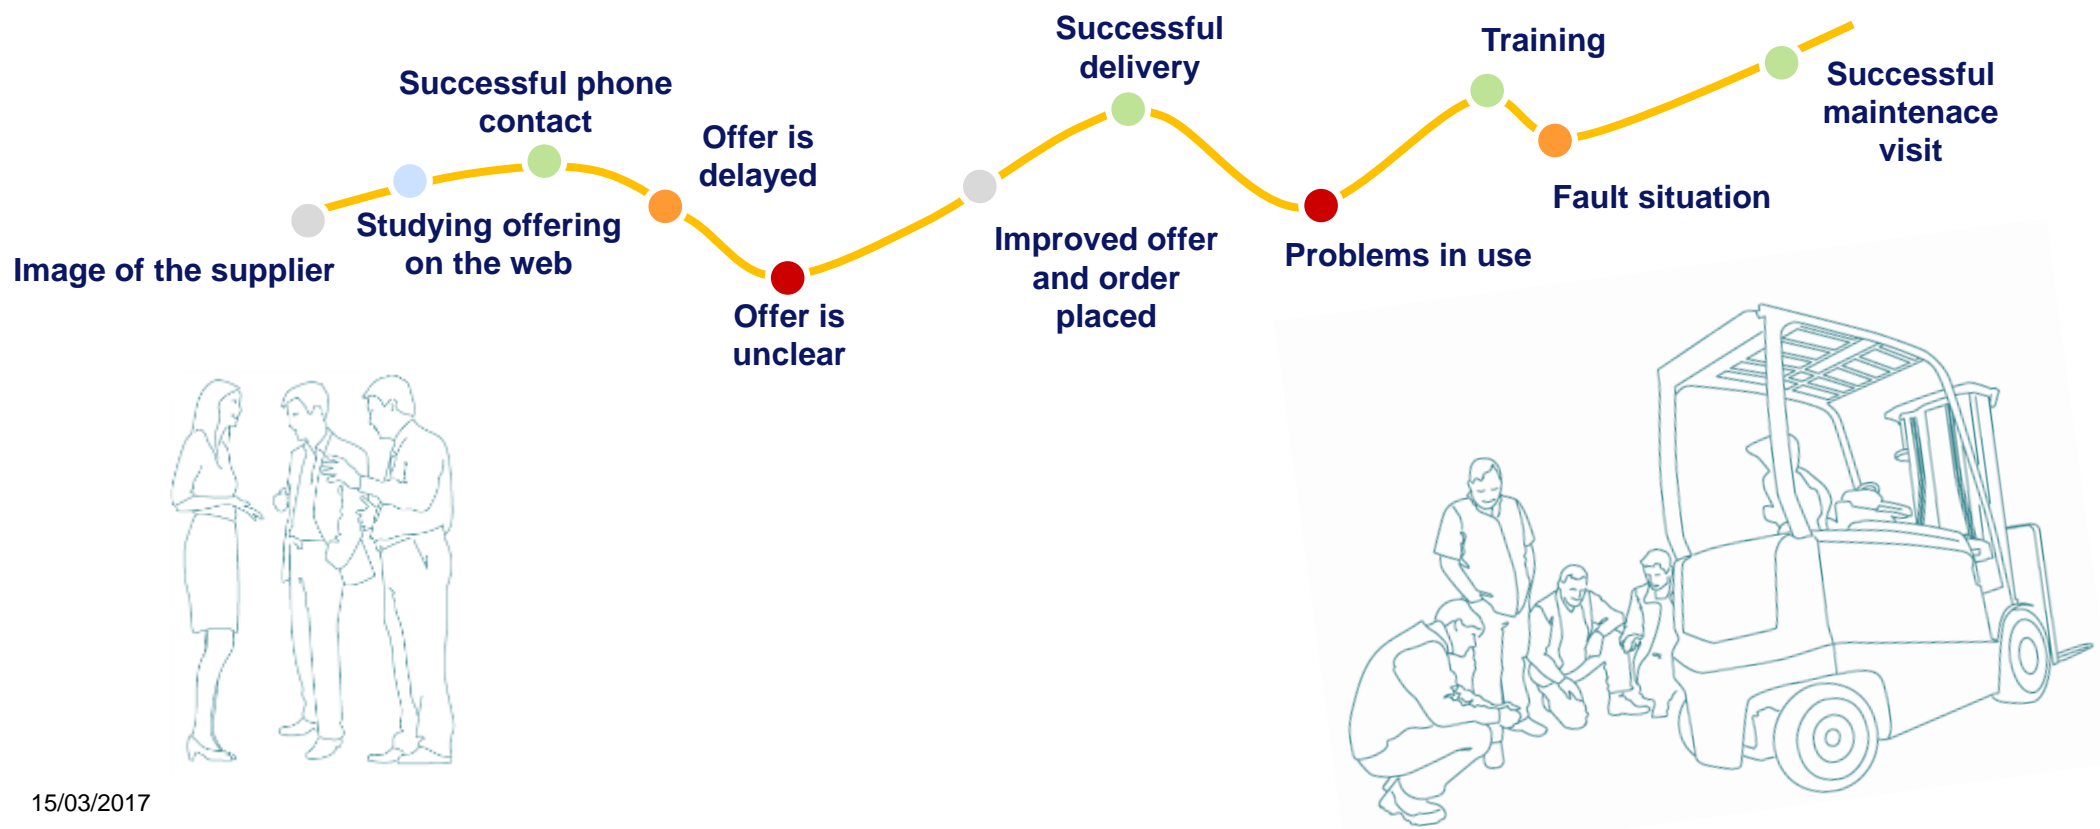 Image of the supplier
Studying offering
on the web
Successful phone
contact
Offer is
delayed
Offer is
unclear
Improved offer
and order
placed
Successful
delivery
Problems in use
Training
Fault situation
Successful
maintenace
visit
15/03/2017